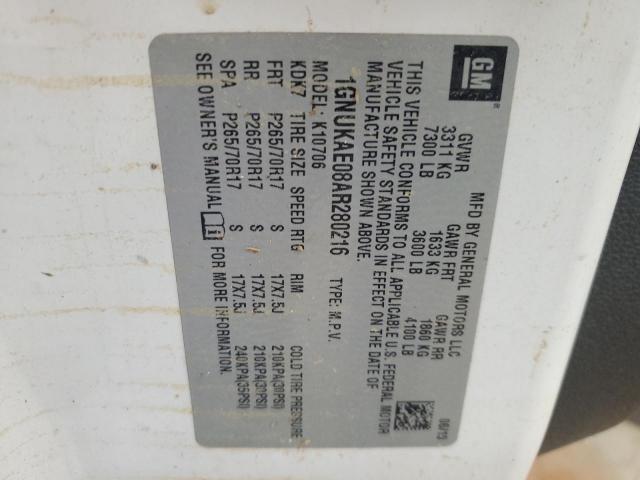 GM
MFD BY GENERAL MOTORS LLC
GVWR GAWR FRT GAWR RR
3311 KG 1633 KG 1860 KG
7300 LB 3600 LB 4100 LB
THIS VEHICLE CONFORMS TO ALL APPLICABLE U.S. FEDERAL MOTOR
VEHICLE SAFETY STANDARDS IN EFFECT ON THE DATE OF
MANUFACTURE SHOWN ABOVE.
1GNUKAE08AR280216 TYPE: M.P.V.
MODEL: K10706
KDK7 TIRE SIZE SPEED RTG RIM COLD TIRE PRESSURE
FRT P265/70R17 S 17X7.5J 210KPA(30PSI)
RR P265/70R17 S 17X7.5J 210KPA(30PSI)
SPA P265/70R17 S 17X7.5J 240KPA(35PSI)
SEE OWNER'S MANUAL FOR MORE INFORMATION.